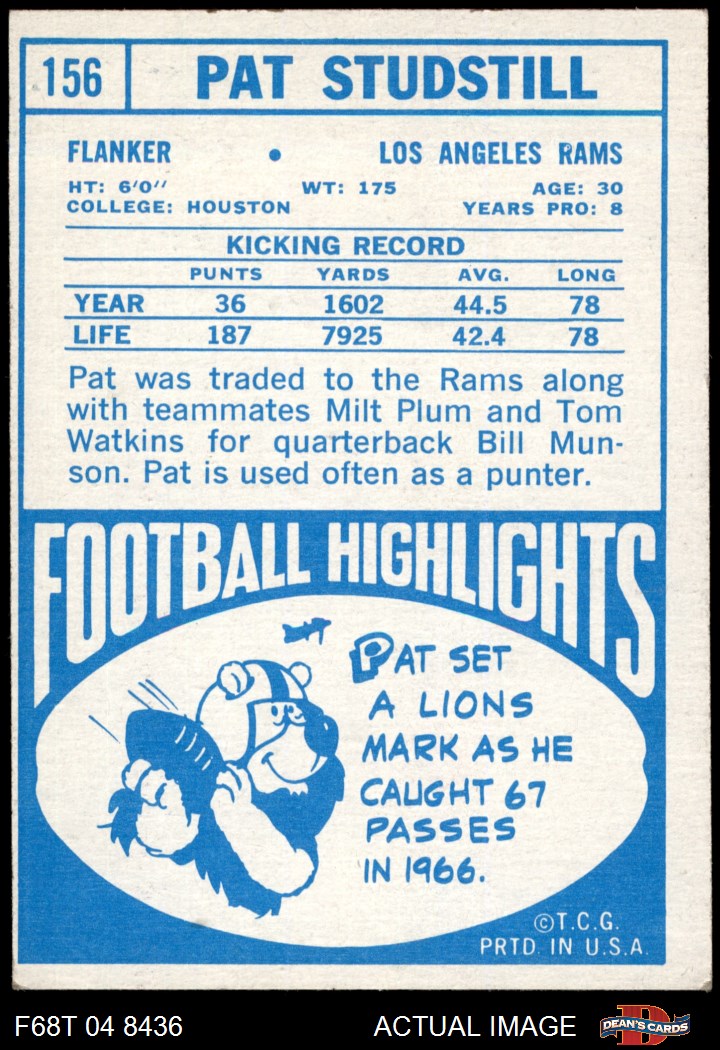 156 PAT STUDSTILL
FLANKER • LOS ANGELES RAMS
HT: 6'0" WT: 175 AGE: 30
COLLEGE: HOUSTON YEARS PRO: 8
KICKING RECORD
PUNTS YARDS AVG. LONG
YEAR 36 1602 44.5 78
LIFE 187 7925 42.4 78
Pat was traded to the Rams along
with teammates Milt Plum and Tom
Watkins for quarterback Bill Mun-
son. Pat is used often as a punter.
FOOTBALL HIGHLIGHTS
PAT SET
A LIONS
MARK AS HE
CAUGHT 67
PASSES
IN 1966.
©T.C.G.
PRTD. IN U.S.A.
F68T 04 8436 ACTUAL IMAGE D DEAN'S CARDS